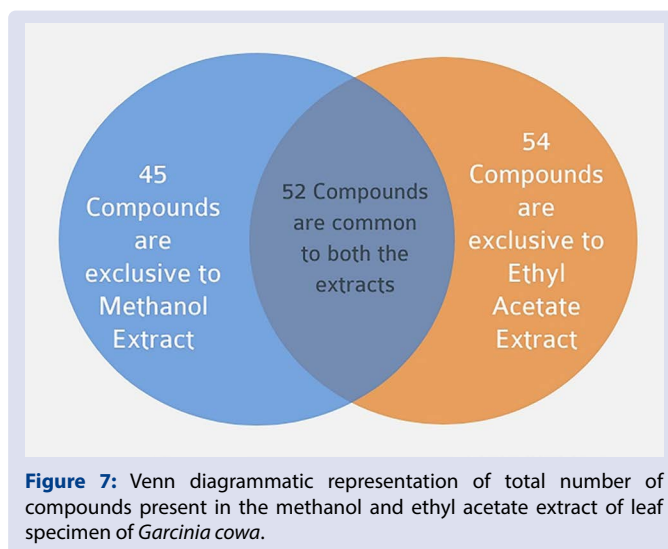 45
Compounds
are
exclusive to
Methanol
Extract
52 Compounds
are common
to both the
extracts
54
Compounds
are
exclusive to
Ethyl
Acetate
Extract
Figure 7: Venn diagrammatic representation of total number of
compounds present in the methanol and ethyl acetate extract of leaf
specimen of Garcinia cowa.